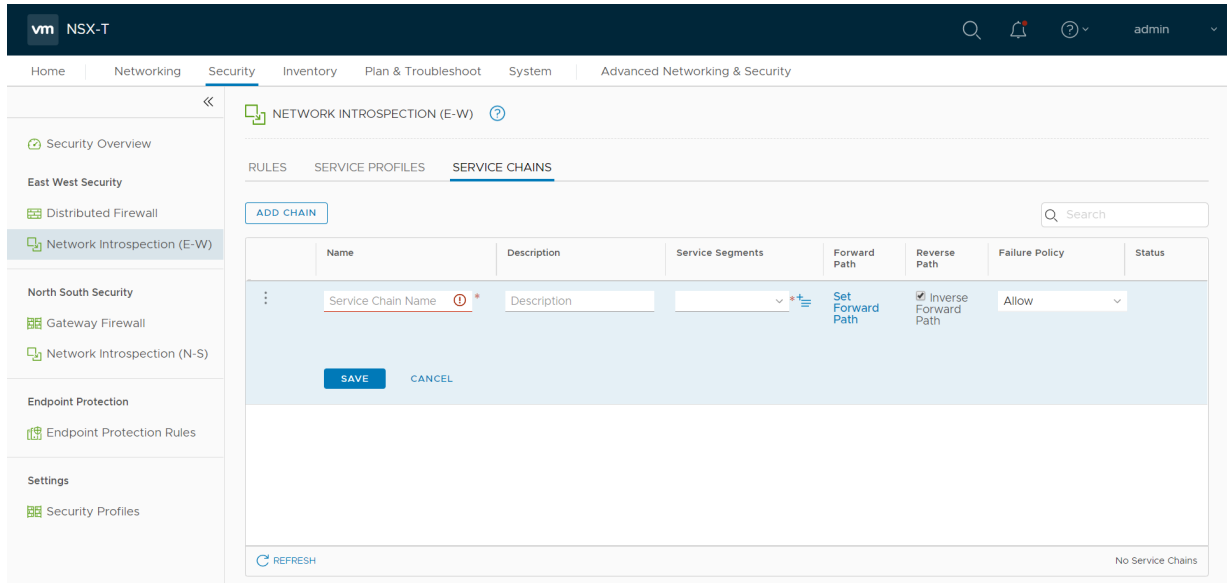 vm NSX-T
admin
Home Networking Security Inventory Plan & Troubleshoot System Advanced Networking & Security
NETWORK INTROSPECTION (E-W)
Security Overview
East West Security
Distributed Firewall
Network Introspection (E-W)
North South Security
Gateway Firewall
Network Introspection (N-S)
Endpoint Protection
Endpoint Protection Rules
Settings
Security Profiles
RULES SERVICE PROFILES SERVICE CHAINS
ADD CHAIN
Search
Name Description Service Segments Forward Path Reverse Path Failure Policy Status
Service Chain Name * Description * Set Forward Path Inverse Forward Path Allow
SAVE CANCEL
REFRESH
No Service Chains